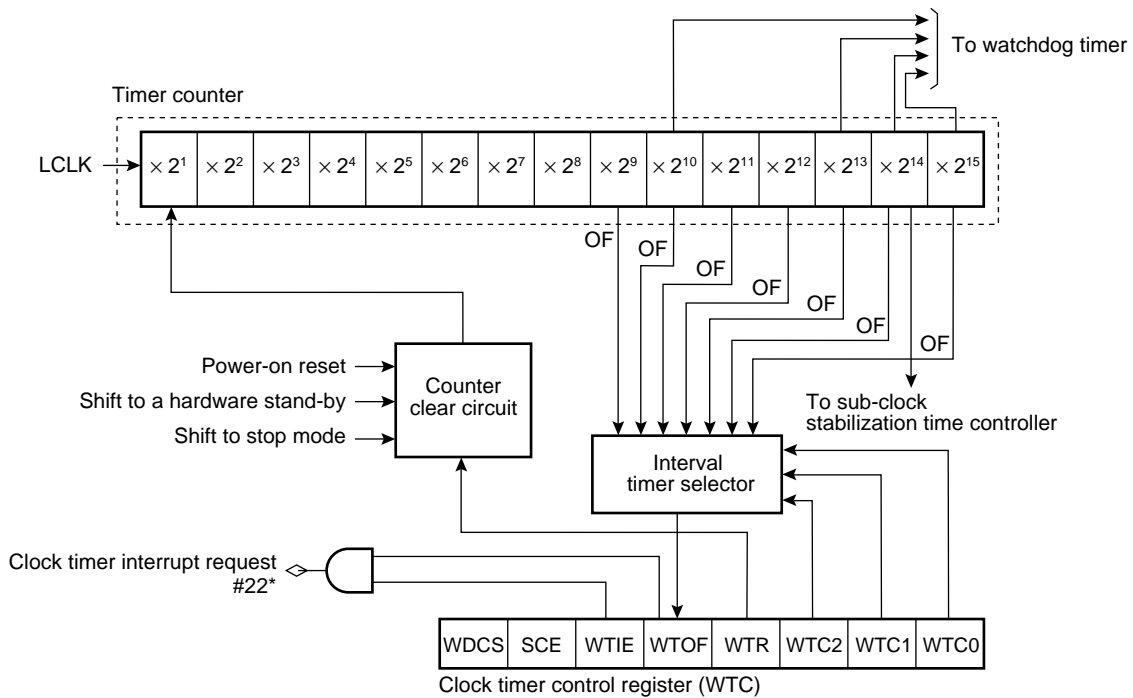 To watchdog timer
Timer counter
LCLK
× 2¹ × 2² × 2³ × 2⁴ × 2⁵ × 2⁶ × 2⁷ × 2⁸ × 2⁹ × 2¹⁰ × 2¹¹ × 2¹² × 2¹³ × 2¹⁴ × 2¹⁵
OF
OF
OF
OF
OF
OF
OF
Power-on reset
Shift to a hardware stand-by
Shift to stop mode
Counter
clear circuit
To sub-clock
stabilization time controller
Interval
timer selector
Clock timer interrupt request
#22*
WDCS SCE WTIE WTOF WTR WTC2 WTC1 WTC0
Clock timer control register (WTC)